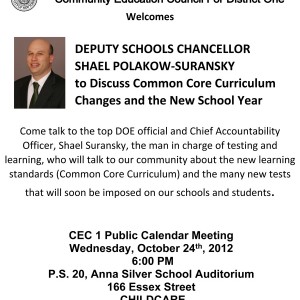 Community Education Council For District One
Welcomes
DEPUTY SCHOOLS CHANCELLOR
SHAEL POLAKOW-SURANSKY
to Discuss Common Core Curriculum
Changes and the New School Year
Come talk to the top DOE official and Chief Accountability
Officer, Shael Suransky, the man in charge of testing and
learning, who will talk to our community about the new learning
standards (Common Core Curriculum) and the many new tests
that will soon be imposed on our schools and students.
CEC 1 Public Calendar Meeting
Wednesday, October 24th, 2012
6:00 PM
P.S. 20, Anna Silver School Auditorium
166 Essex Street
CHILDCARE